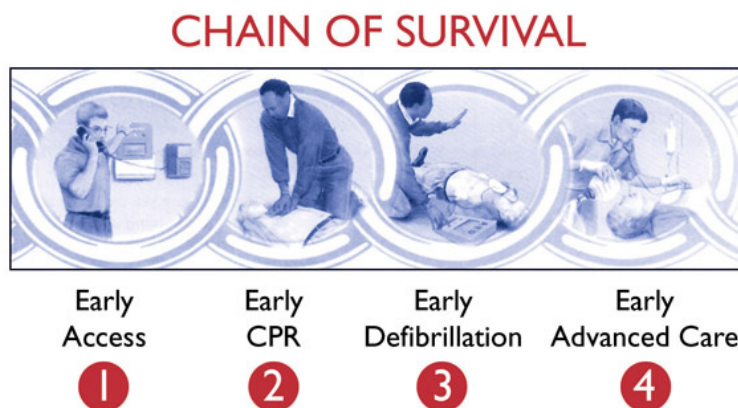 CHAIN OF SURVIVAL
Early
Access
Early
CPR
Early
Defibrillation
Early
Advanced Care
1
2
3
4